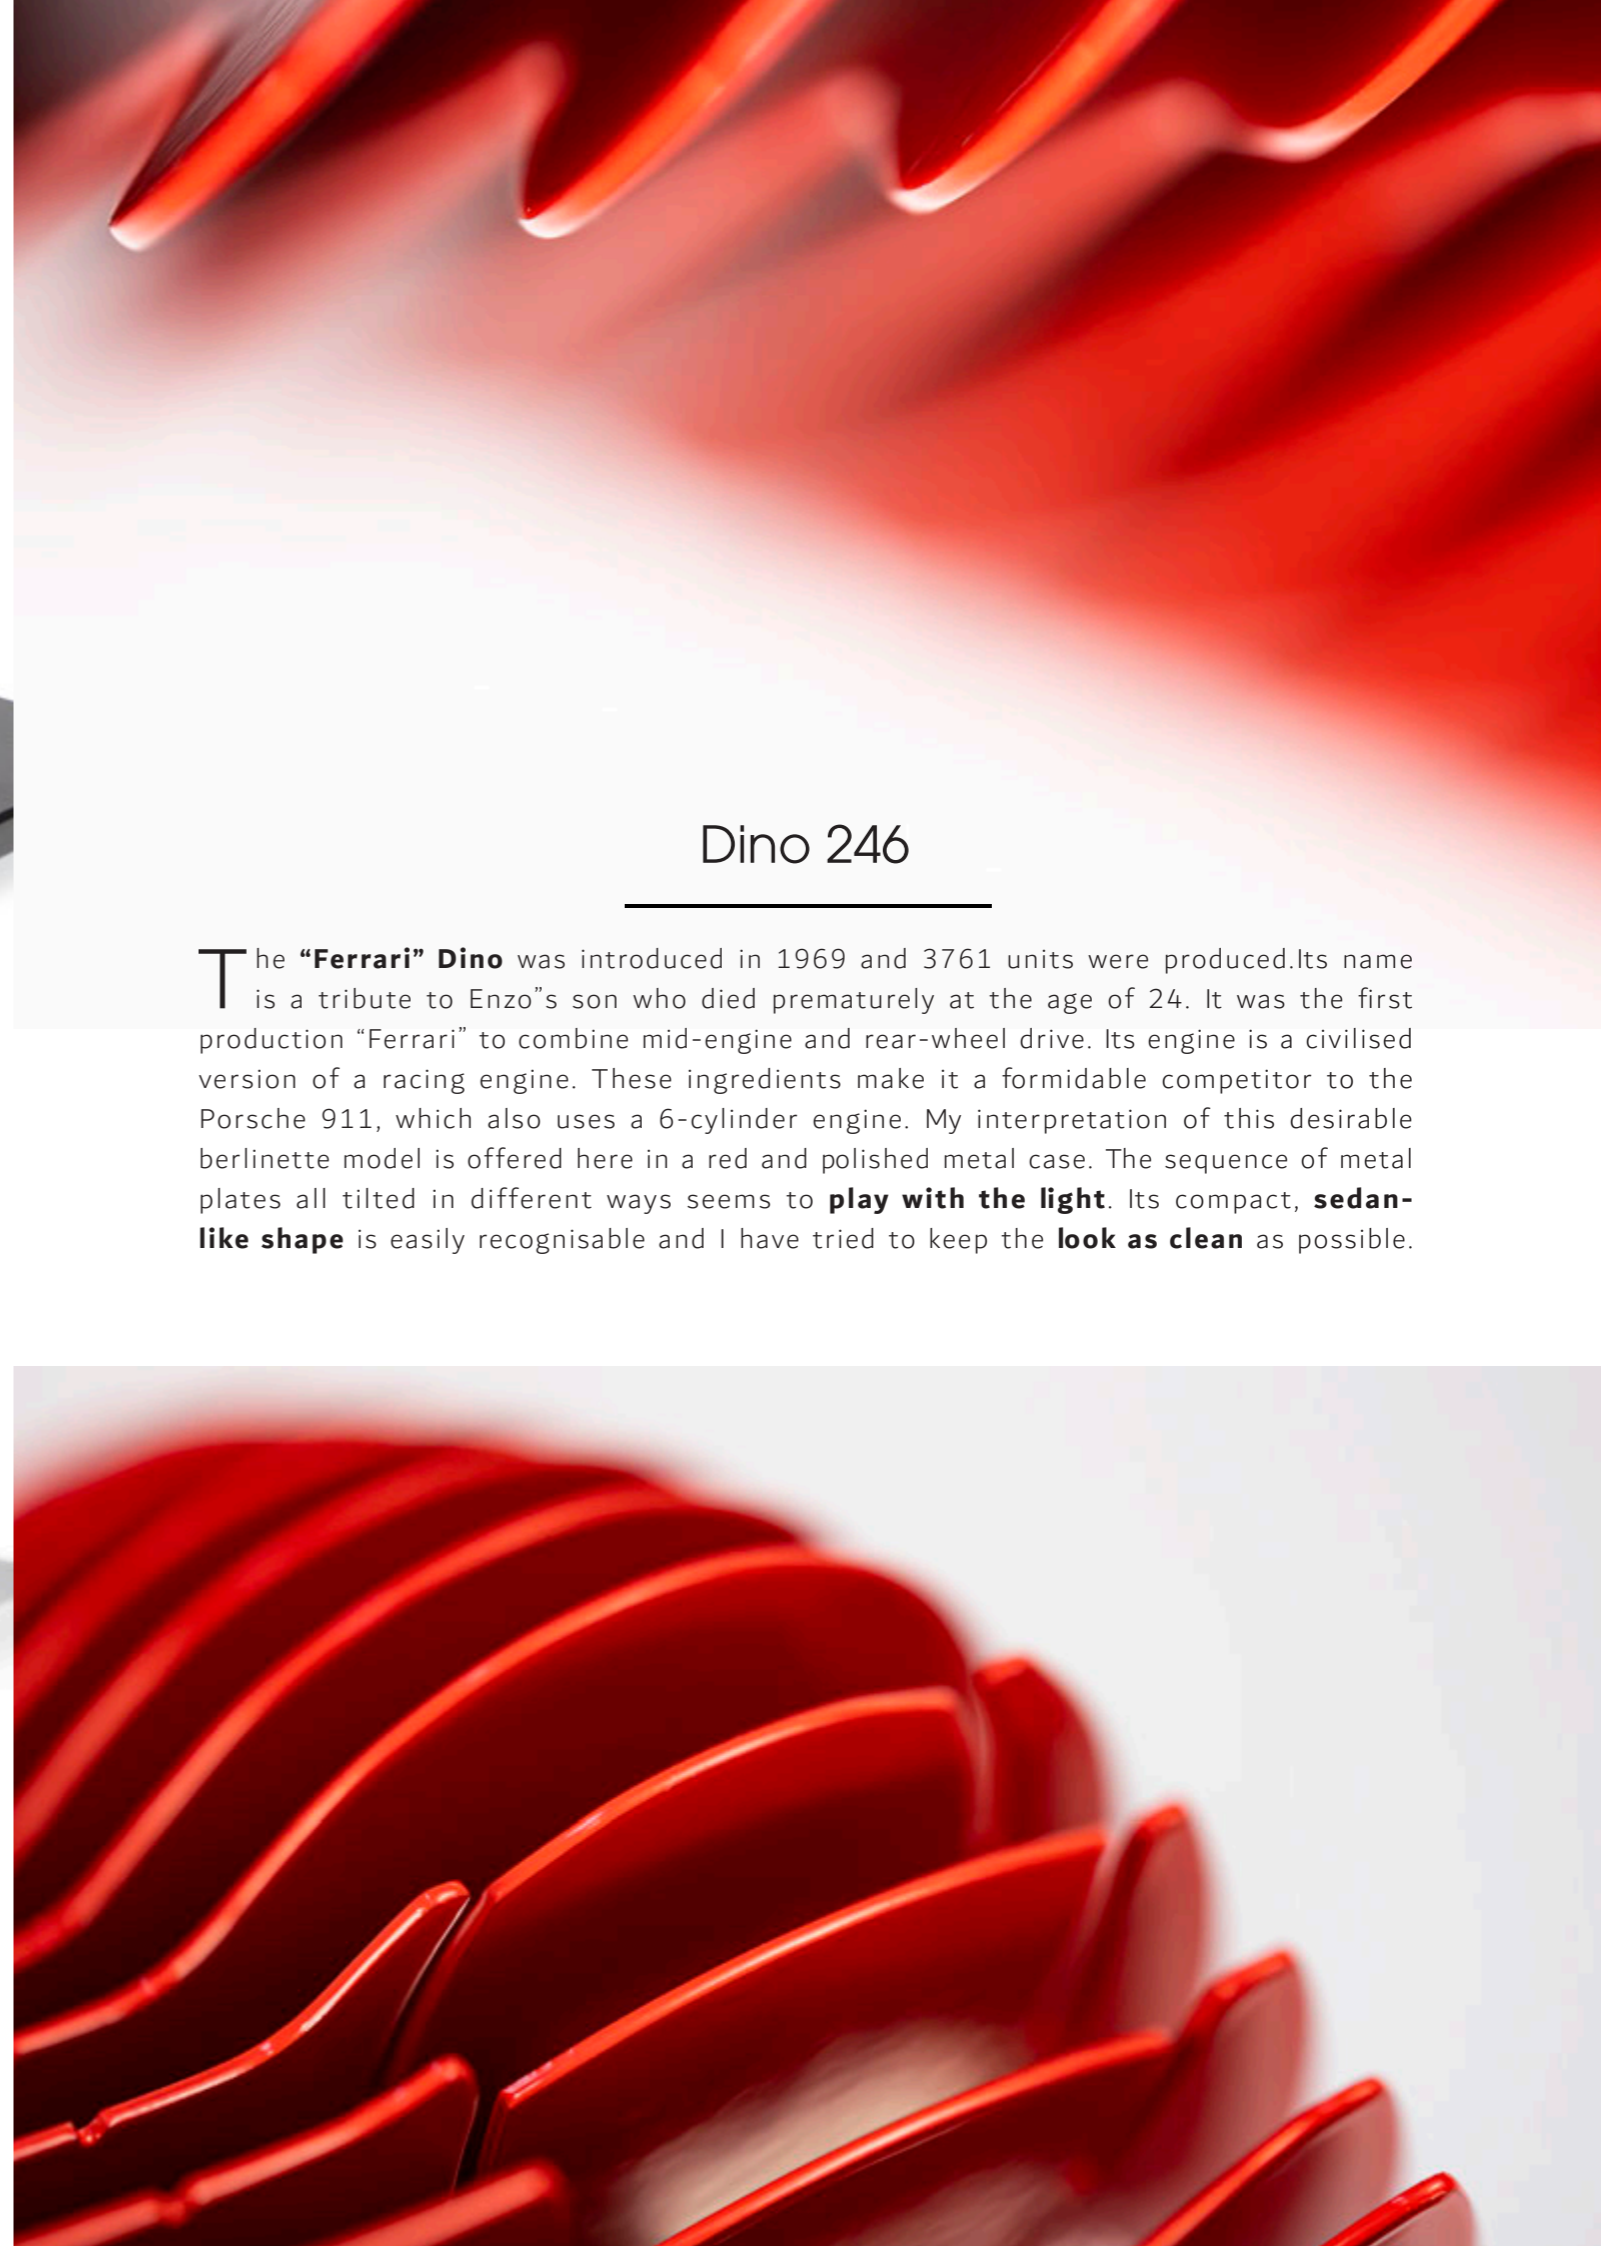 Dino 246
The “Ferrari” Dino was introduced in 1969 and 3761 units were produced.Its name
is a tribute to Enzo”s son who died prematurely at the age of 24. It was the first
production “Ferrari” to combine mid-engine and rear-wheel drive. Its engine is a civilised
version of a racing engine. These ingredients make it a formidable competitor to the
Porsche 911, which also uses a 6-cylinder engine. My interpretation of this desirable
berlinette model is offered here in a red and polished metal case. The sequence of metal
plates all tilted in different ways seems to play with the light. Its compact, sedan-
like shape is easily recognisable and I have tried to keep the look as clean as possible.